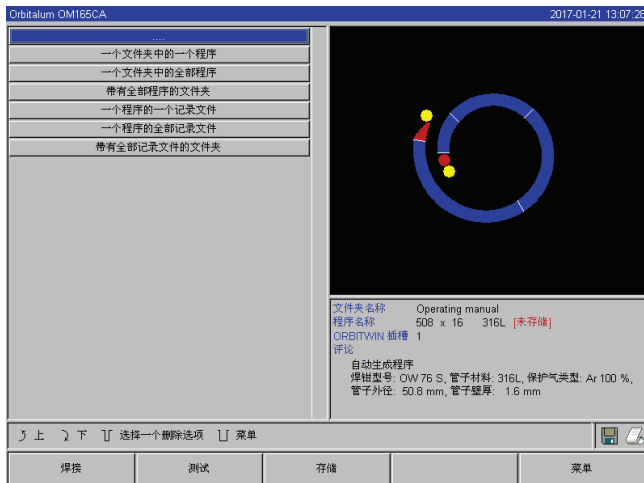 Orbitalum OM165CA 2017-01-21 13:07:28
....
一个文件夹中的一个程序
一个文件夹中的全部程序
带有全部程序的文件夹
一个程序的一个记录文件
一个程序的全部记录文件
带有全部记录文件的文件夹
文件夹名称 Operating manual
程序名称 508 x 16 316L [未存储]
ORBITWIN 插槽 1
评论
自动生成程序
焊钳型号: OW 76 S, 管子材料: 316L, 保护气类型: Ar 100 %,
管子外径: 50.8 mm, 管子壁厚: 1.6 mm
上 下 选择一个删除选项 菜单
焊接 测试 存储 菜单